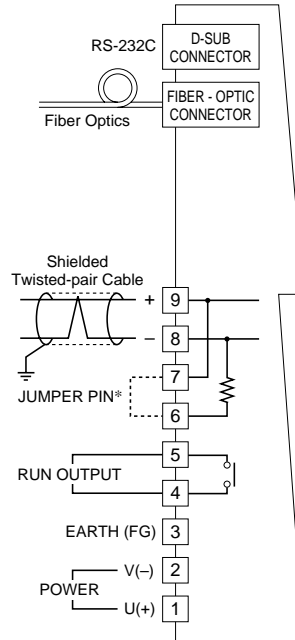 RS-232C
D-SUB
CONNECTOR
FIBER - OPTIC
CONNECTOR
Fiber Optics
Shielded
Twisted-pair Cable
+ 9
– 8
7
JUMPER PIN*
6
5
RUN OUTPUT
4
EARTH (FG) 3
V(–) 2
POWER
U(+) 1